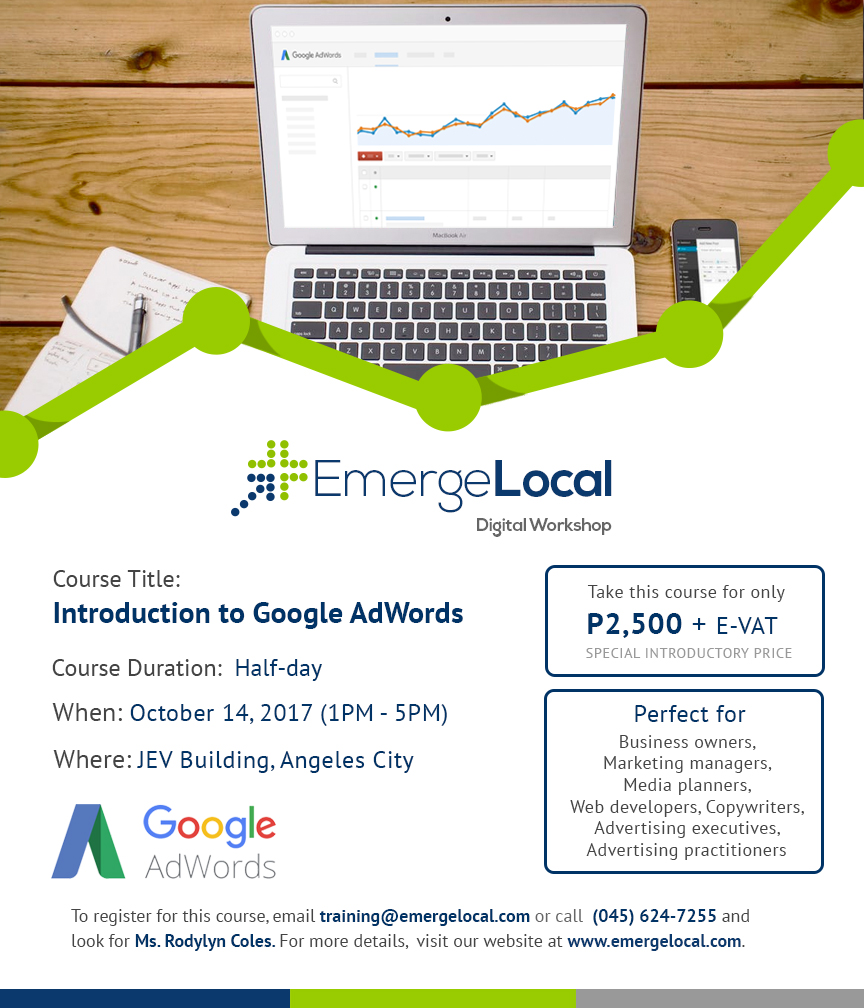 Google AdWords
MacBook Air
EmergeLocal
Digital Workshop
Course Title:
Introduction to Google AdWords
Course Duration: Half-day
When: October 14, 2017 (1PM - 5PM)
Where: JEV Building, Angeles City
Take this course for only
P2,500 + E-VAT
SPECIAL INTRODUCTORY PRICE
Perfect for
Business owners,
Marketing managers,
Media planners,
Web developers, Copywriters,
Advertising executives,
Advertising practitioners
Google
AdWords
To register for this course, email training@emergelocal.com or call (045) 624-7255 and
look for Ms. Rodylyn Coles. For more details, visit our website at www.emergelocal.com.